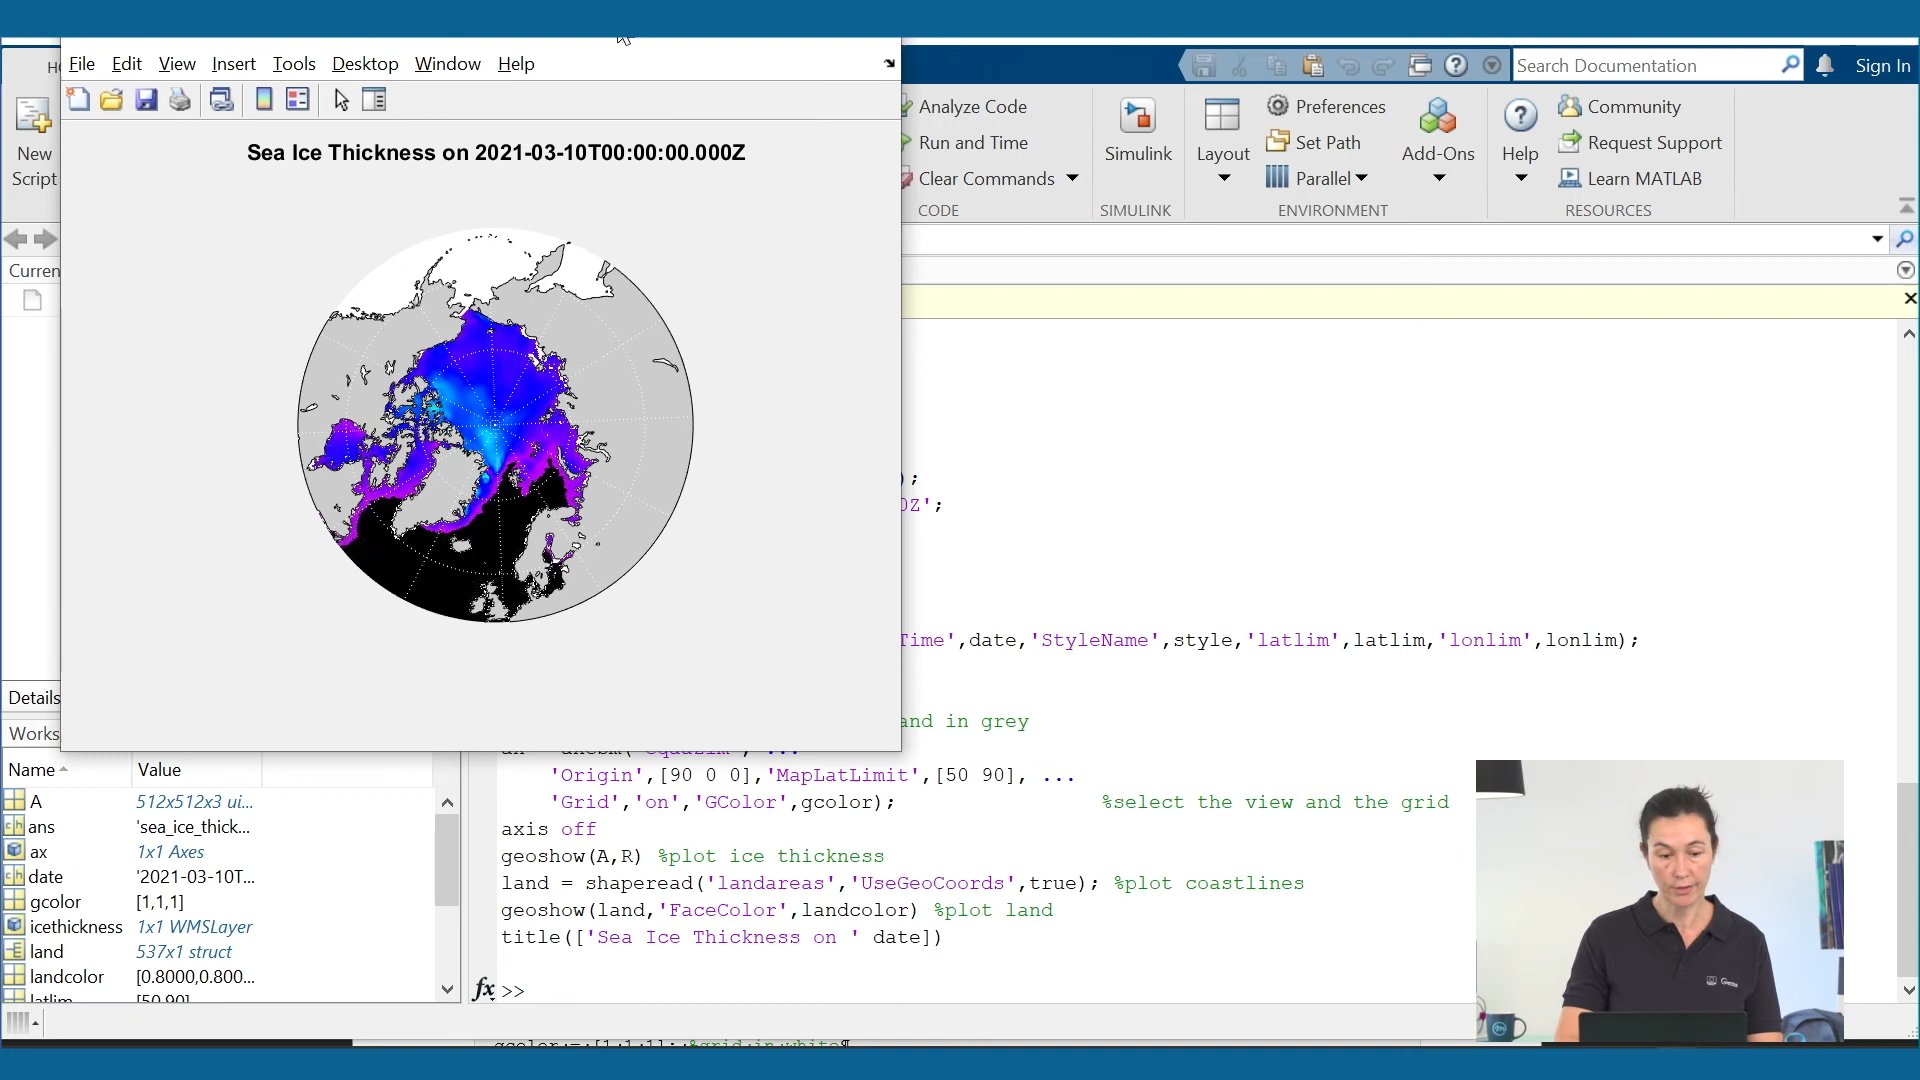 File Edit View Insert Tools Desktop Window Help
Sea Ice Thickness on 2021-03-10T00:00:00.000Z
Search Documentation
Sign In
New
Script
Analyze Code
Run and Time
Clear Commands
CODE
Simulink
SIMULINK
Layout
Preferences
Set Path
Parallel
Add-Ons
ENVIRONMENT
Help
Community
Request Support
Learn MATLAB
RESOURCES
Curren
Details
Works
Name Value
A 512x512x3 ui...
ans 'sea_ice_thick...
ax 1x1 Axes
date '2021-03-10T...
gcolor [1,1,1]
icethickness 1x1 WMSLayer
land 537x1 struct
landcolor [0.8000,0.800...
latlim [50 90]
);
0Z';
Time',date,'StyleName',style,'latlim',latlim,'lonlim',lonlim);
and in grey
'Origin',[90 0 0],'MapLatLimit',[50 90], ...
'Grid','on','GColor',gcolor); %select the view and the grid
axis off
geoshow(A,R) %plot ice thickness
land = shaperead('landareas','UseGeoCoords',true); %plot coastlines
geoshow(land,'FaceColor',landcolor) %plot land
title(['Sea Ice Thickness on ' date])
fx >>